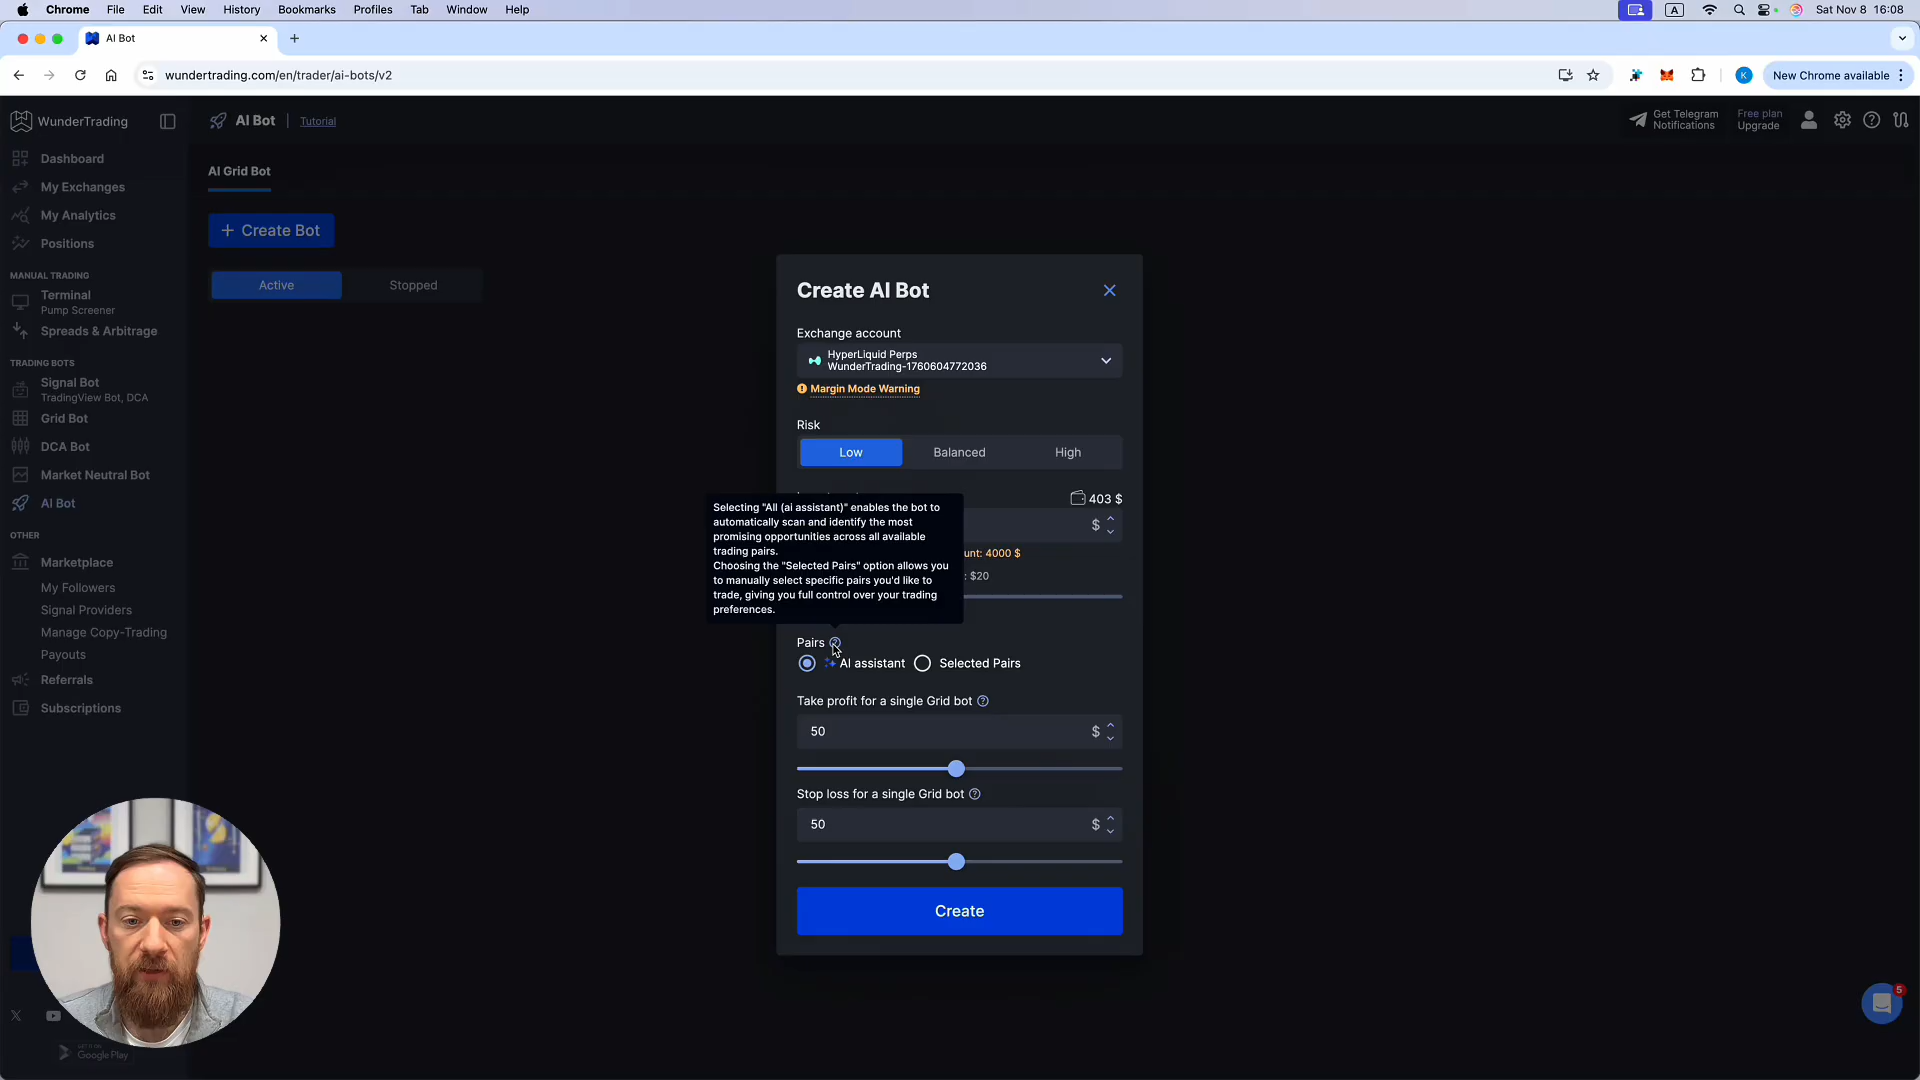 Chrome File Edit View History Bookmarks Profiles Tab Window Help
A Sat Nov 8 16:08
AI Bot
wundertrading.com/en/trader/ai-bots/v2
K New Chrome available
WunderTrading
AI Bot | Tutorial
Get Telegram
Notifications
Free plan
Upgrade
Dashboard
My Exchanges
My Analytics
Positions
MANUAL TRADING
Terminal
Pump Screener
Spreads & Arbitrage
TRADING BOTS
Signal Bot
TradingView Bot, DCA
Grid Bot
DCA Bot
Market Neutral Bot
AI Bot
OTHER
Marketplace
My Followers
Signal Providers
Manage Copy-Trading
Payouts
Referrals
Subscriptions
GET IT ON
Google Play
AI Grid Bot
+ Create Bot
Active Stopped
Create AI Bot
Exchange account
HyperLiquid Perps
WunderTrading-1760604772036
Margin Mode Warning
Risk
Low Balanced High
403 $
$
unt: 4000 $
: $20
Selecting "All (ai assistant)" enables the bot to
automatically scan and identify the most
promising opportunities across all available
trading pairs.
Choosing the "Selected Pairs" option allows you
to manually select specific pairs you'd like to
trade, giving you full control over your trading
preferences.
Pairs
AI assistant Selected Pairs
Take profit for a single Grid bot
50 $
Stop loss for a single Grid bot
50 $
Create
5